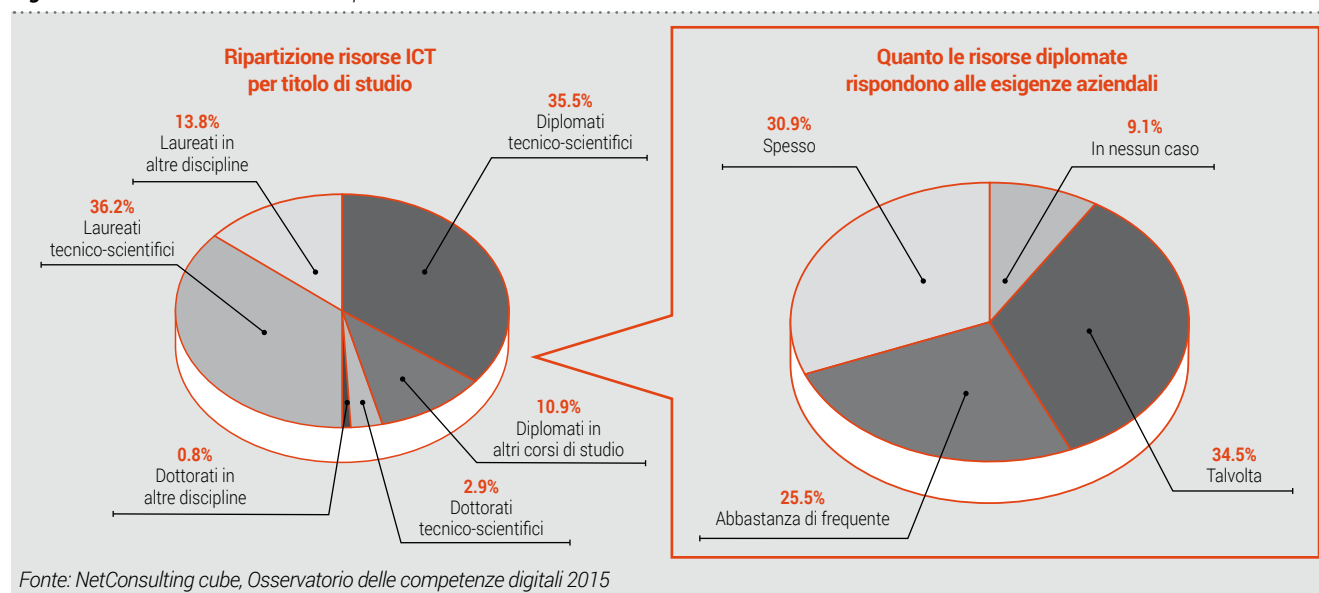 Ripartizione risorse ICT
per titolo di studio
13.8%
Laureati in
altre discipline
35.5%
Diplomati
tecnico-scientifici
36.2%
Laureati
tecnico-scientifici
10.9%
Diplomati in
altri corsi di studio
0.8%
Dottorati in
altre discipline
2.9%
Dottorati
tecnico-scientifici
Quanto le risorse diplomate
rispondono alle esigenze aziendali
30.9%
Spesso
9.1%
In nessun caso
34.5%
Talvolta
25.5%
Abbastanza di frequente
Fonte: NetConsulting cube, Osservatorio delle competenze digitali 2015